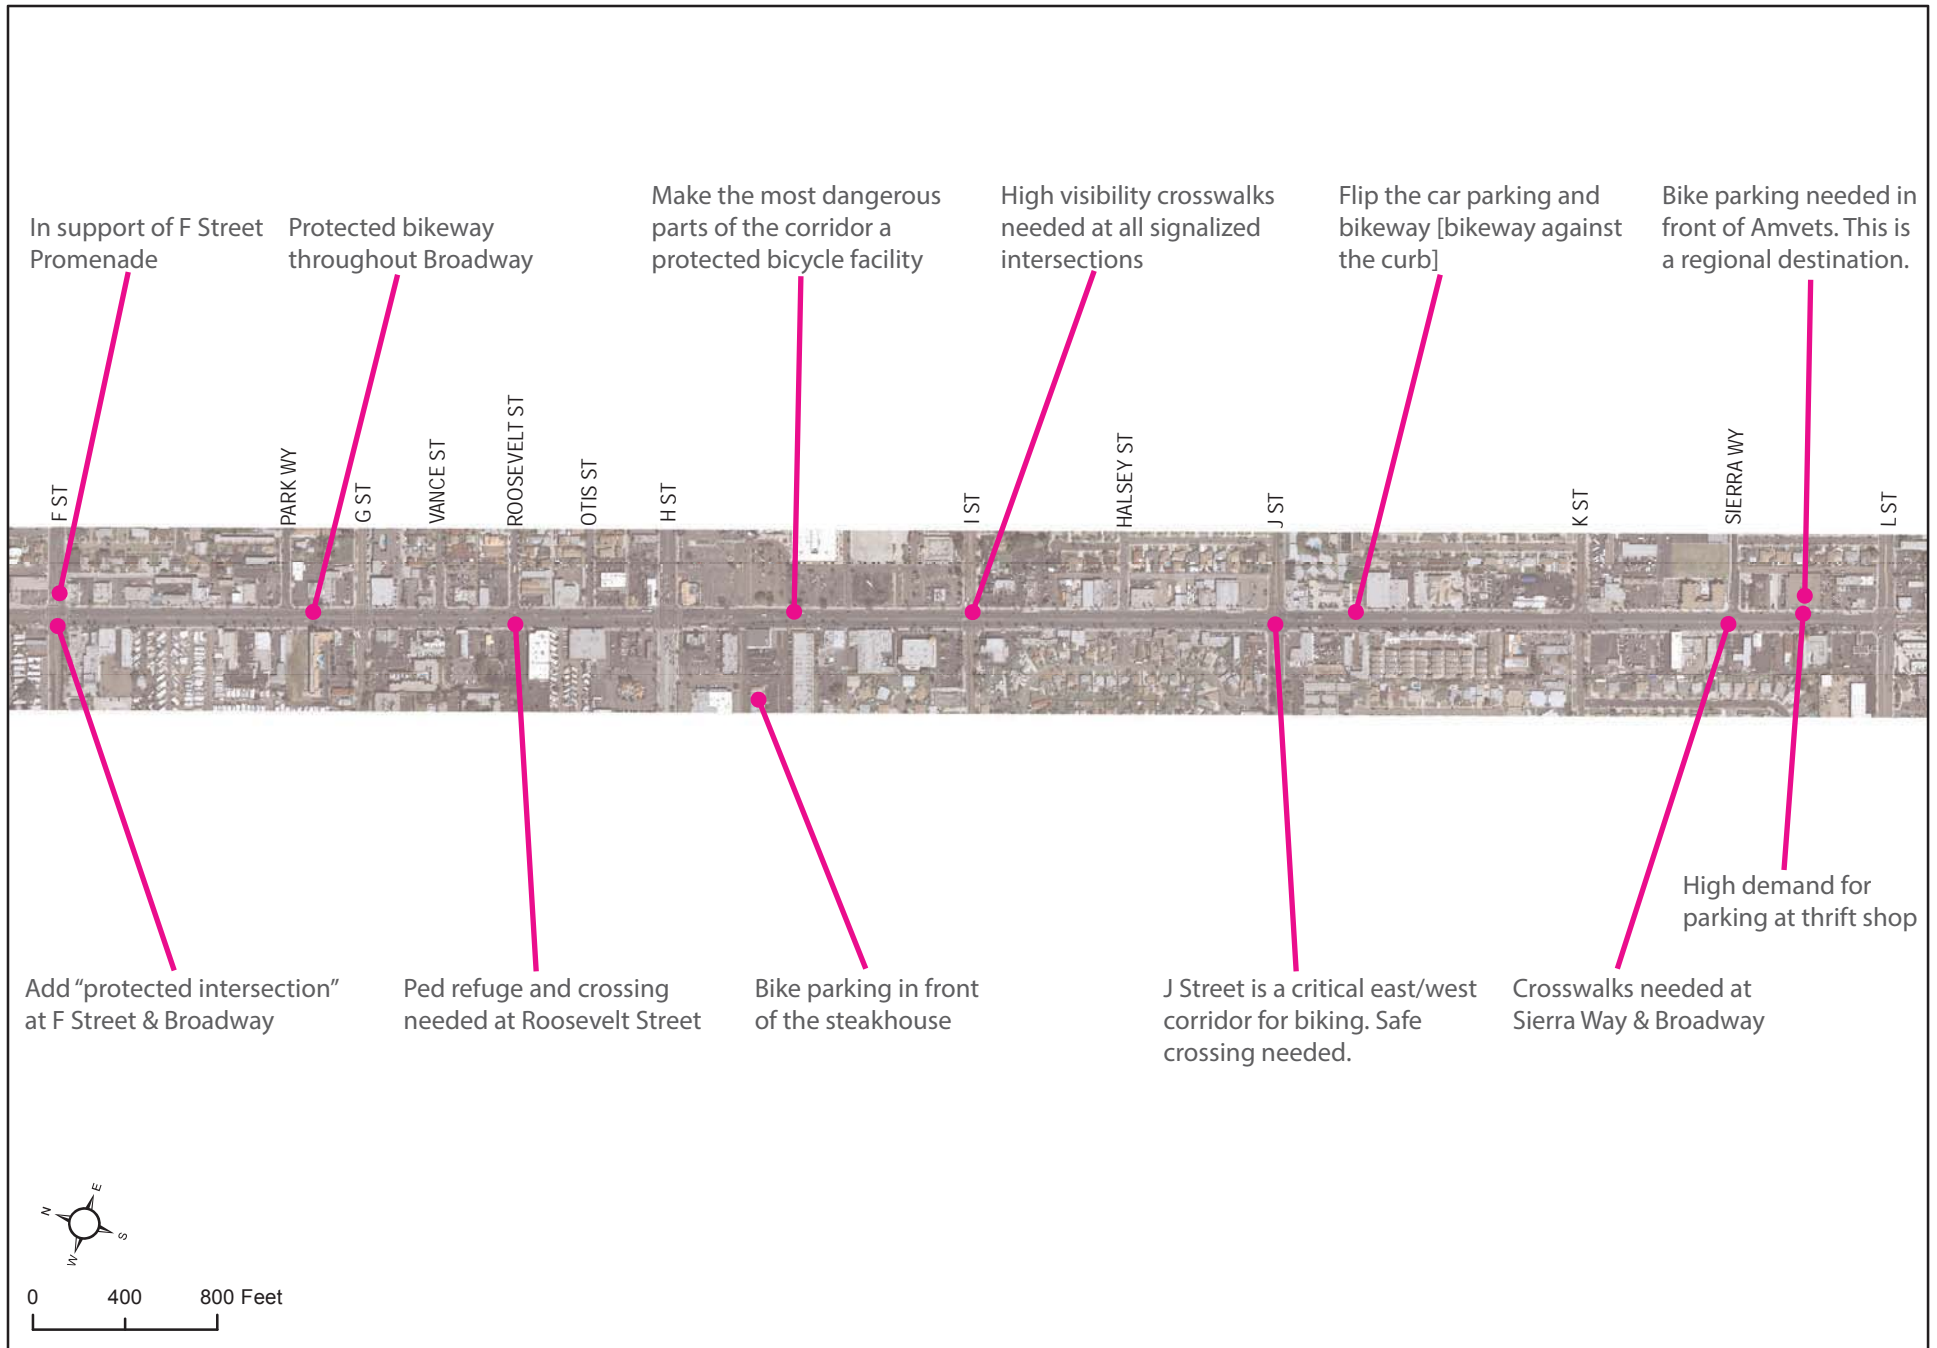 In support of F Street
Promenade
Protected bikeway
throughout Broadway
Make the most dangerous
parts of the corridor a
protected bicycle facility
High visibility crosswalks
needed at all signalized
intersections
Flip the car parking and
bikeway [bikeway against
the curb]
Bike parking needed in
front of Amvets. This is
a regional destination.
F ST
PARK WY
G ST
VANCE ST
ROOSEVELT ST
OTIS ST
H ST
I ST
HALSEY ST
J ST
K ST
SIERRA WY
L ST
Add “protected intersection”
at F Street & Broadway
Ped refuge and crossing
needed at Roosevelt Street
Bike parking in front
of the steakhouse
J Street is a critical east/west
corridor for biking. Safe
crossing needed.
Crosswalks needed at
Sierra Way & Broadway
High demand for
parking at thrift shop
N
E
S
W
0 400 800 Feet